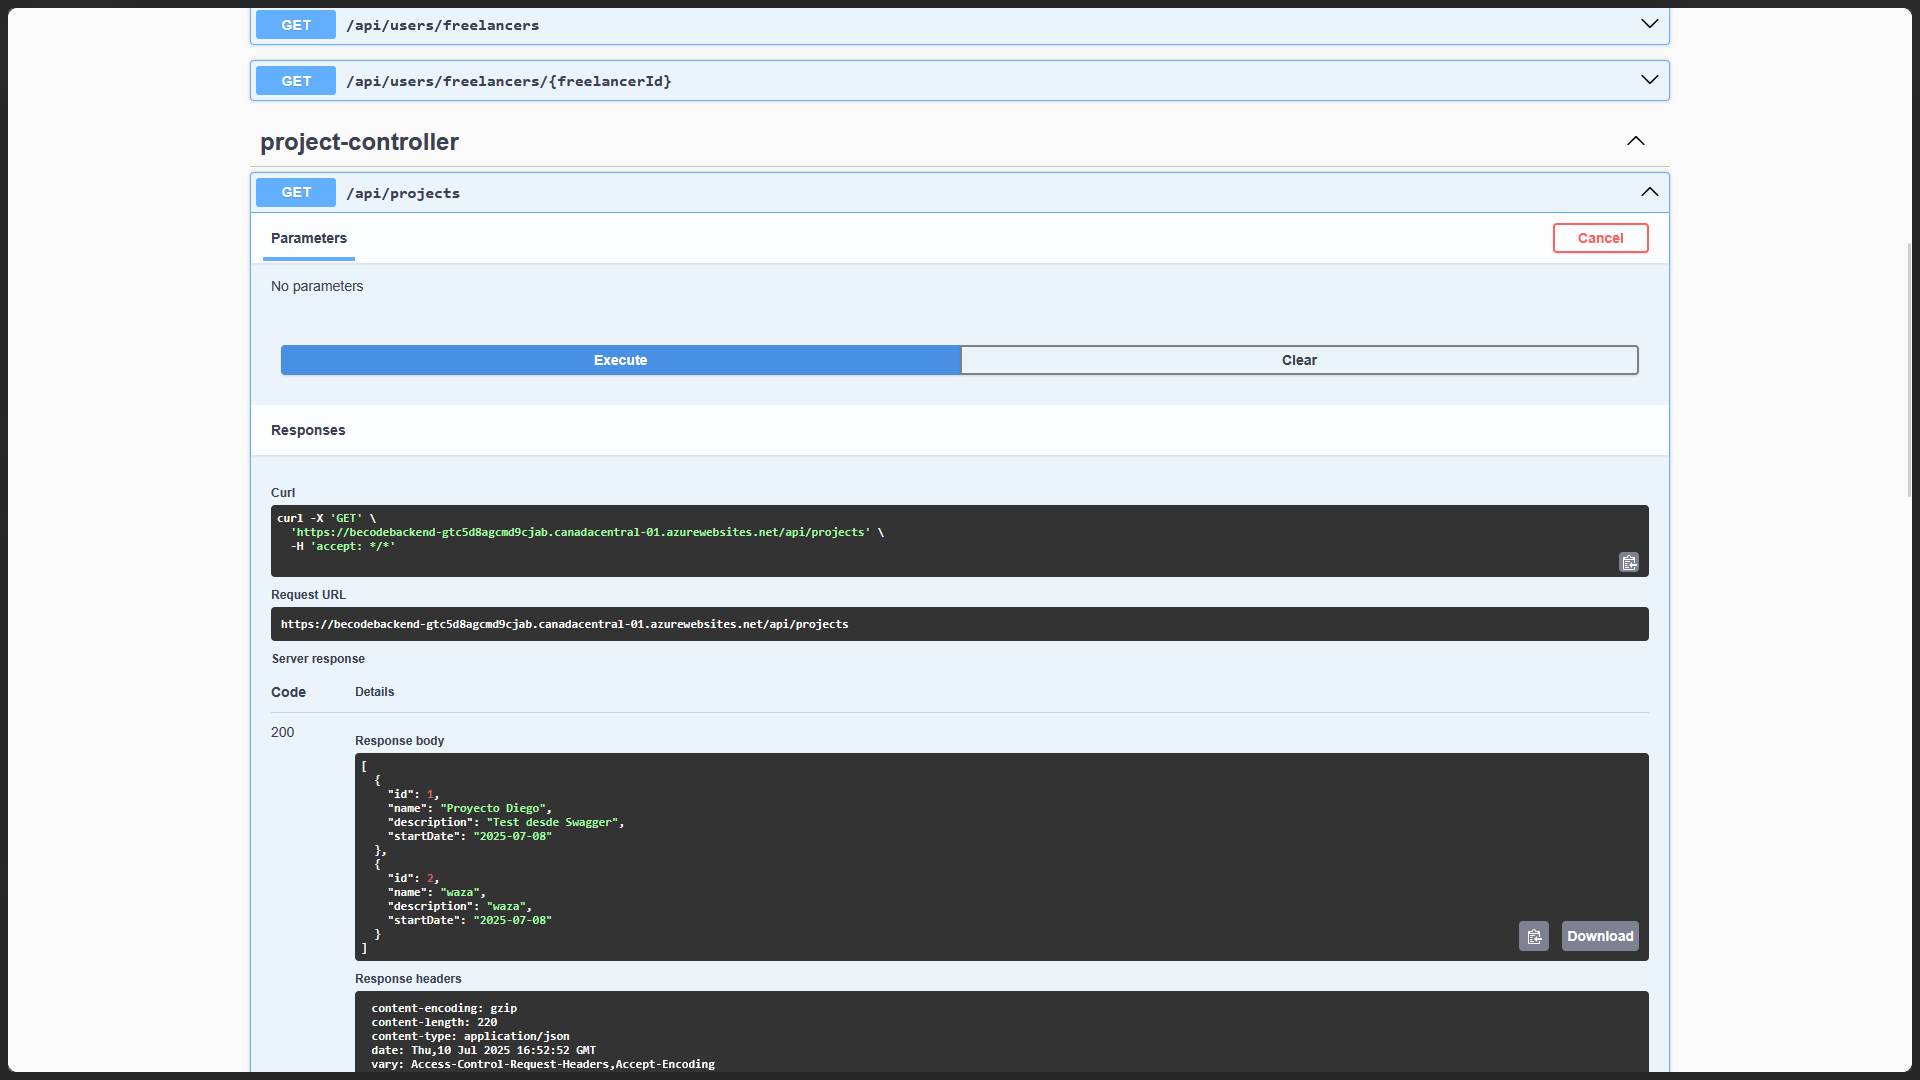 GET /api/users/freelancers
GET /api/users/freelancers/{freelancerId}
project-controller
GET /api/projects
Parameters
Cancel
No parameters
Execute
Clear
Responses
Curl
curl -X 'GET' \
  'https://becodebackend-gtc5d8agcmd9cjab.canadacentral-01.azurewebsites.net/api/projects' \
  -H 'accept: */*'
Request URL
https://becodebackend-gtc5d8agcmd9cjab.canadacentral-01.azurewebsites.net/api/projects
Server response
Code Details
200
Response body
[
  {
    "id": 1,
    "name": "Proyecto Diego",
    "description": "Test desde Swagger",
    "startDate": "2025-07-08"
  },
  {
    "id": 2,
    "name": "waza",
    "description": "waza",
    "startDate": "2025-07-08"
  }
]
Download
Response headers
content-encoding: gzip
content-length: 220
content-type: application/json
date: Thu,10 Jul 2025 16:52:52 GMT
vary: Access-Control-Request-Headers,Accept-Encoding